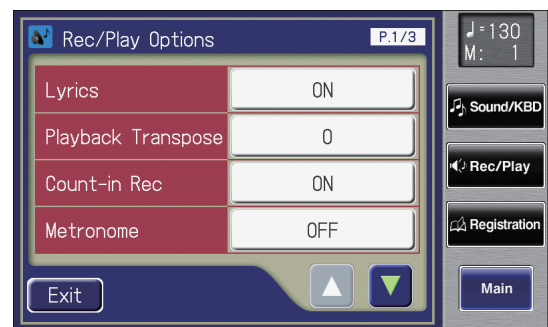 Rec/Play Options
P.1/3
Lyrics ON
Playback Transpose 0
Count-in Rec ON
Metronome OFF
Exit
♩=130
M: 1
Sound/KBD
Rec/Play
Registration
Main